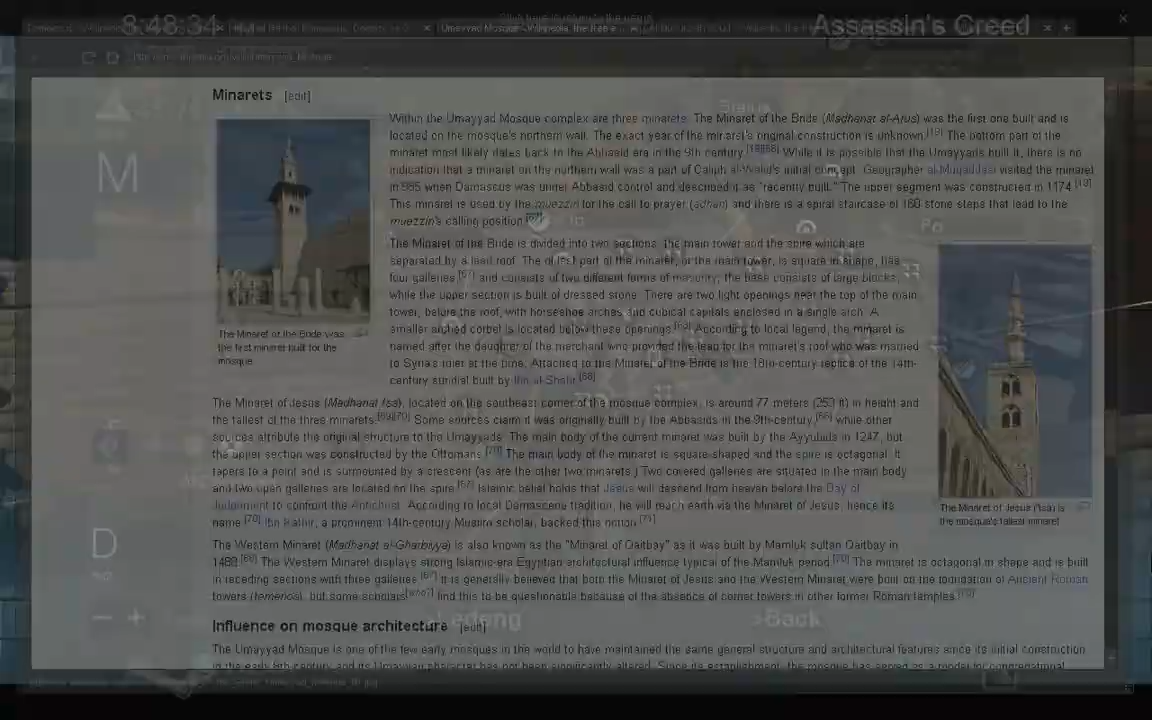 8:48:34
Assassin's Creed
Minarets [edit]
Within the Umayyad Mosque complex are three minarets. The Minaret of the Bride (Madhanat al-Arus) was the first one built and is
located on the mosque's northern wall. The exact year of the minaret's original construction is unknown.
The bottom part of the
minaret most likely dates back to the Abbasid era in the 9th century.
While it is possible that the Umayyads built it, there is no
indication that a minaret on the northern wall was a part of Caliph al-Walid's initial concept. Geographer al-Muqaddasi visited the minaret
in 985 when Damascus was under Abbasid control and described it as "recently built." The upper segment was constructed in 1174.
This minaret is used by the muezzin for the call to prayer (adhan) and there is a spiral staircase of 160 stone steps that lead to the
muezzin's calling position.
The Minaret of the Bride was
the first minaret built for the
mosque
The Minaret of the Bride is divided into two sections. The main tower and the spire which are
separated by a lead roof. The oldest part of the minaret, or the main tower, is square in shape, has
four galleries, and consists of two different forms of masonry; the base consists of large blocks,
while the upper section is built of dressed stone. There are two light openings near the top of the main
tower, before the roof, with horseshoe arches and cubical capitals enclosed in a single arch. A
smaller arched corbel is located below these openings. According to local legend, the minaret is
named after the daughter of the merchant who provided the lead for the minaret's roof who was married
to Syria's ruler at the time. Attached to the Minaret of the Bride is the 18th-century replica of the 14th-
century sundial built by Ibn al-Shatir.
The Minaret of Jesus (Madhanat Issa), located on the southeast corner of the mosque complex, is around 77 meters (253 ft) in height and
the tallest of the three minarets. Some sources claim it was originally built by the Abbasids in the 9th-century, while other
sources attribute the original structure to the Umayyads. The main body of the current minaret was built by the Ayyubids in 1247, but
the upper section was constructed by the Ottomans. The main body of the minaret is square-shaped and the spire is octagonal. It
tapers to a point and is surmounted by a crescent (as are the other two minarets.) Two covered galleries are situated in the main body
and two open galleries are located on the spire. Islamic belief holds that Jesus will descend from heaven before the Day of
Judgement to confront the Antichrist. According to local Damascene tradition, he will reach earth via the Minaret of Jesus, hence its
name. Ibn Kathir, a prominent 14th-century Muslim scholar, backed this notion.
The Minaret of Jesus ('Isa) is
the mosque's tallest minaret
The Western Minaret (Madhanat al-Gharbiyya) is also known as the "Minaret of Qaitbay" as it was built by Mamluk sultan Qaitbay in
1488. The Western Minaret displays strong Islamic-era Egyptian architectural influence typical of the Mamluk period. The minaret is octagonal in shape and is built
in receding sections with three galleries. It is generally believed that both the Minaret of Jesus and the Western Minaret were built on the foundation of Ancient Roman
towers (temenos), but some scholars[who?] find this to be questionable because of the absence of corner towers in other former Roman temples.
>Back
Influence on mosque architecture [edit]
The Umayyad Mosque is one of the few early mosques in the world to have maintained the same general structure and architectural features since its initial construction
in the early 8th century and its Umayyad character has not been significantly altered. Since its establishment, the mosque has served as a model for congregational
M
D